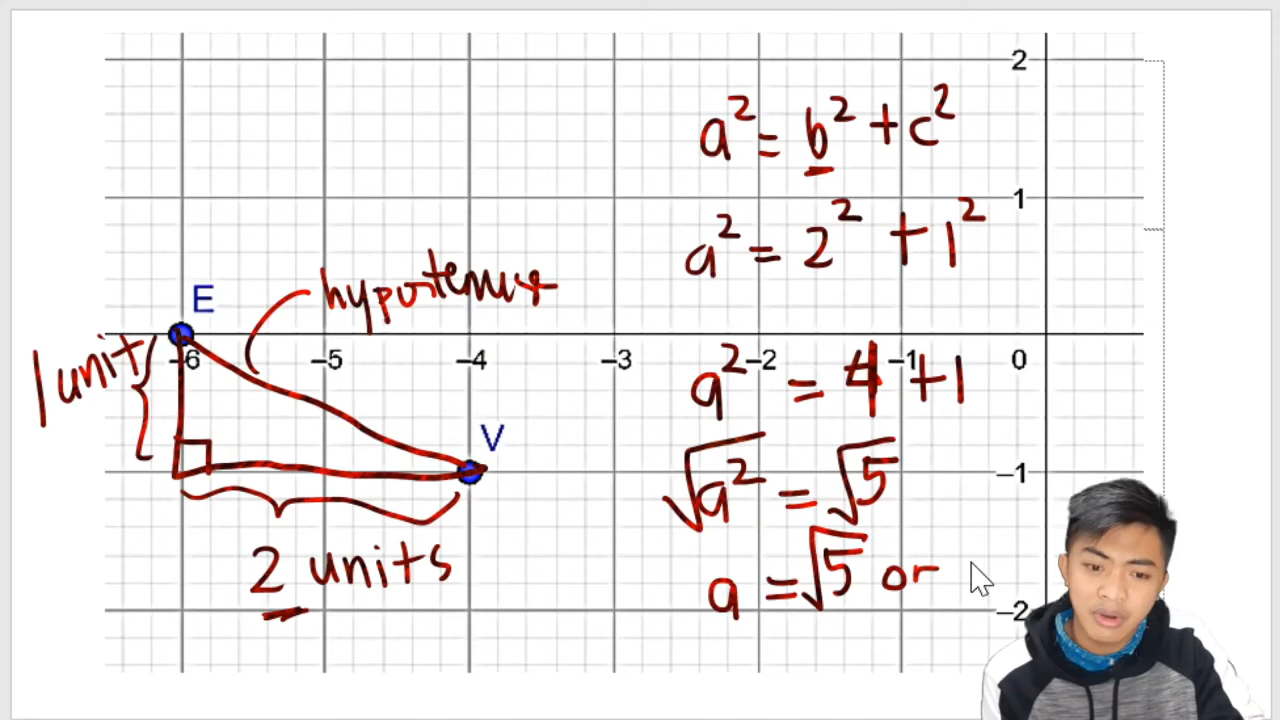 2
a² = b² + c²
1
a² = 2² + 1²
E
–6
–5
–4
–3
–2
–1
0
1 unit
a² = 4 + 1
V
–1
√a² = √5
2 units
a = √5 or
–2